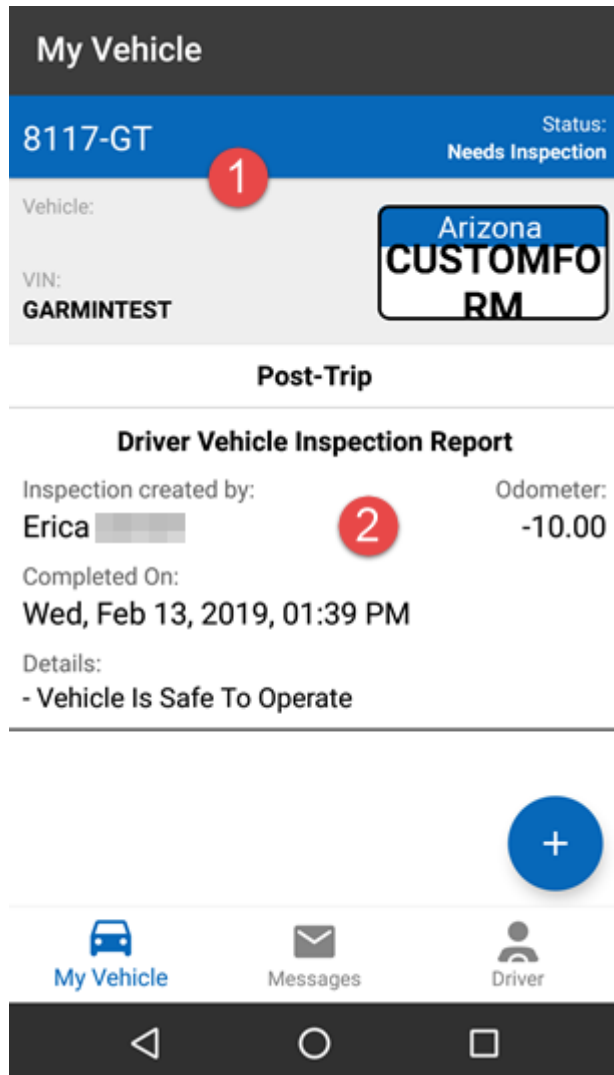 My Vehicle
8117-GT
Status:
Needs Inspection
1
Vehicle:
Arizona
CUSTOMFO
RM
VIN:
GARMINTEST
Post-Trip
Driver Vehicle Inspection Report
Inspection created by:
Odometer:
Erica
2
-10.00
Completed On:
Wed, Feb 13, 2019, 01:39 PM
Details:
- Vehicle Is Safe To Operate
+
My Vehicle
Messages
Driver